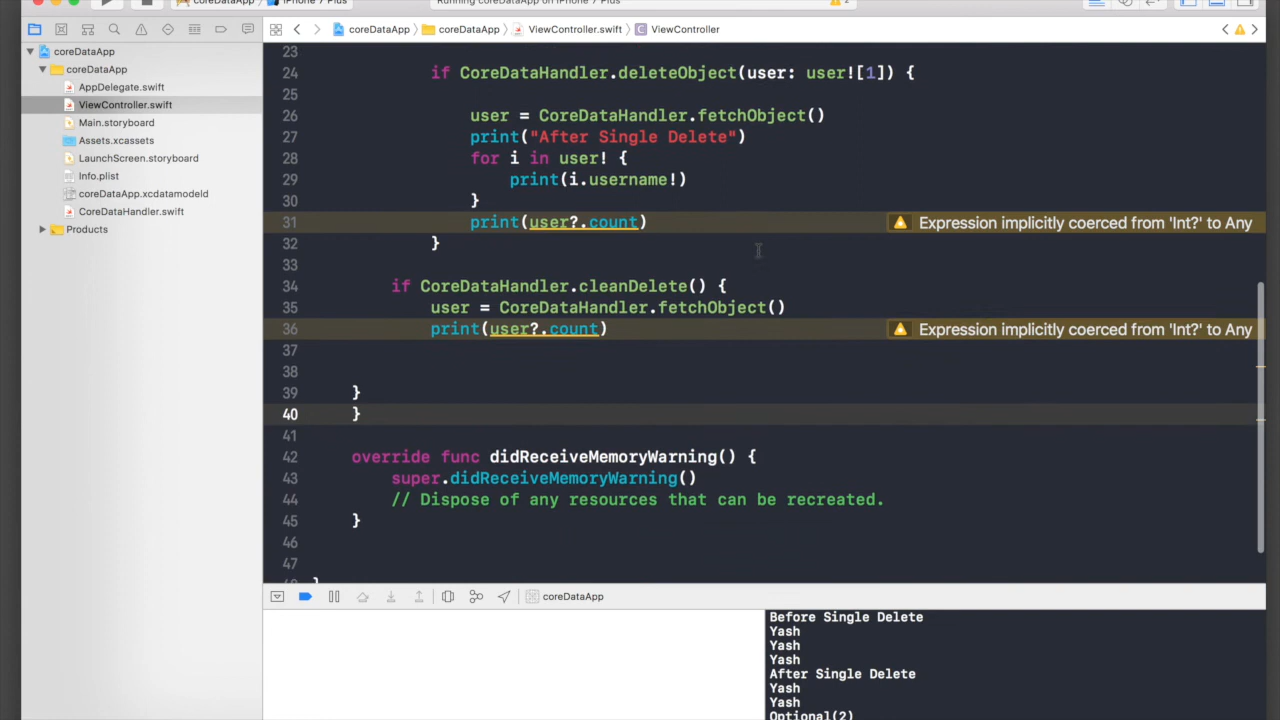 coreDataApp iPhone 7 Plus Running coreDataApp on iPhone 7 Plus 2
coreDataApp coreDataApp ViewController.swift C ViewController
coreDataApp
coreDataApp
AppDelegate.swift
ViewController.swift
Main.storyboard
Assets.xcassets
LaunchScreen.storyboard
Info.plist
coreDataApp.xcdatamodeld
CoreDataHandler.swift
Products
23
24 if CoreDataHandler.deleteObject(user: user![1]) {
25
26 user = CoreDataHandler.fetchObject()
27 print("After Single Delete")
28 for i in user! {
29 print(i.username!)
30 }
31 print(user?.count) Expression implicitly coerced from 'Int?' to Any
32 }
33
34 if CoreDataHandler.cleanDelete() {
35 user = CoreDataHandler.fetchObject()
36 print(user?.count) Expression implicitly coerced from 'Int?' to Any
37
38
39 }
40 }
41
42 override func didReceiveMemoryWarning() {
43 super.didReceiveMemoryWarning()
44 // Dispose of any resources that can be recreated.
45 }
46
47
48 }
coreDataApp
Before Single Delete
Yash
Yash
Yash
After Single Delete
Yash
Yash
Optional(2)